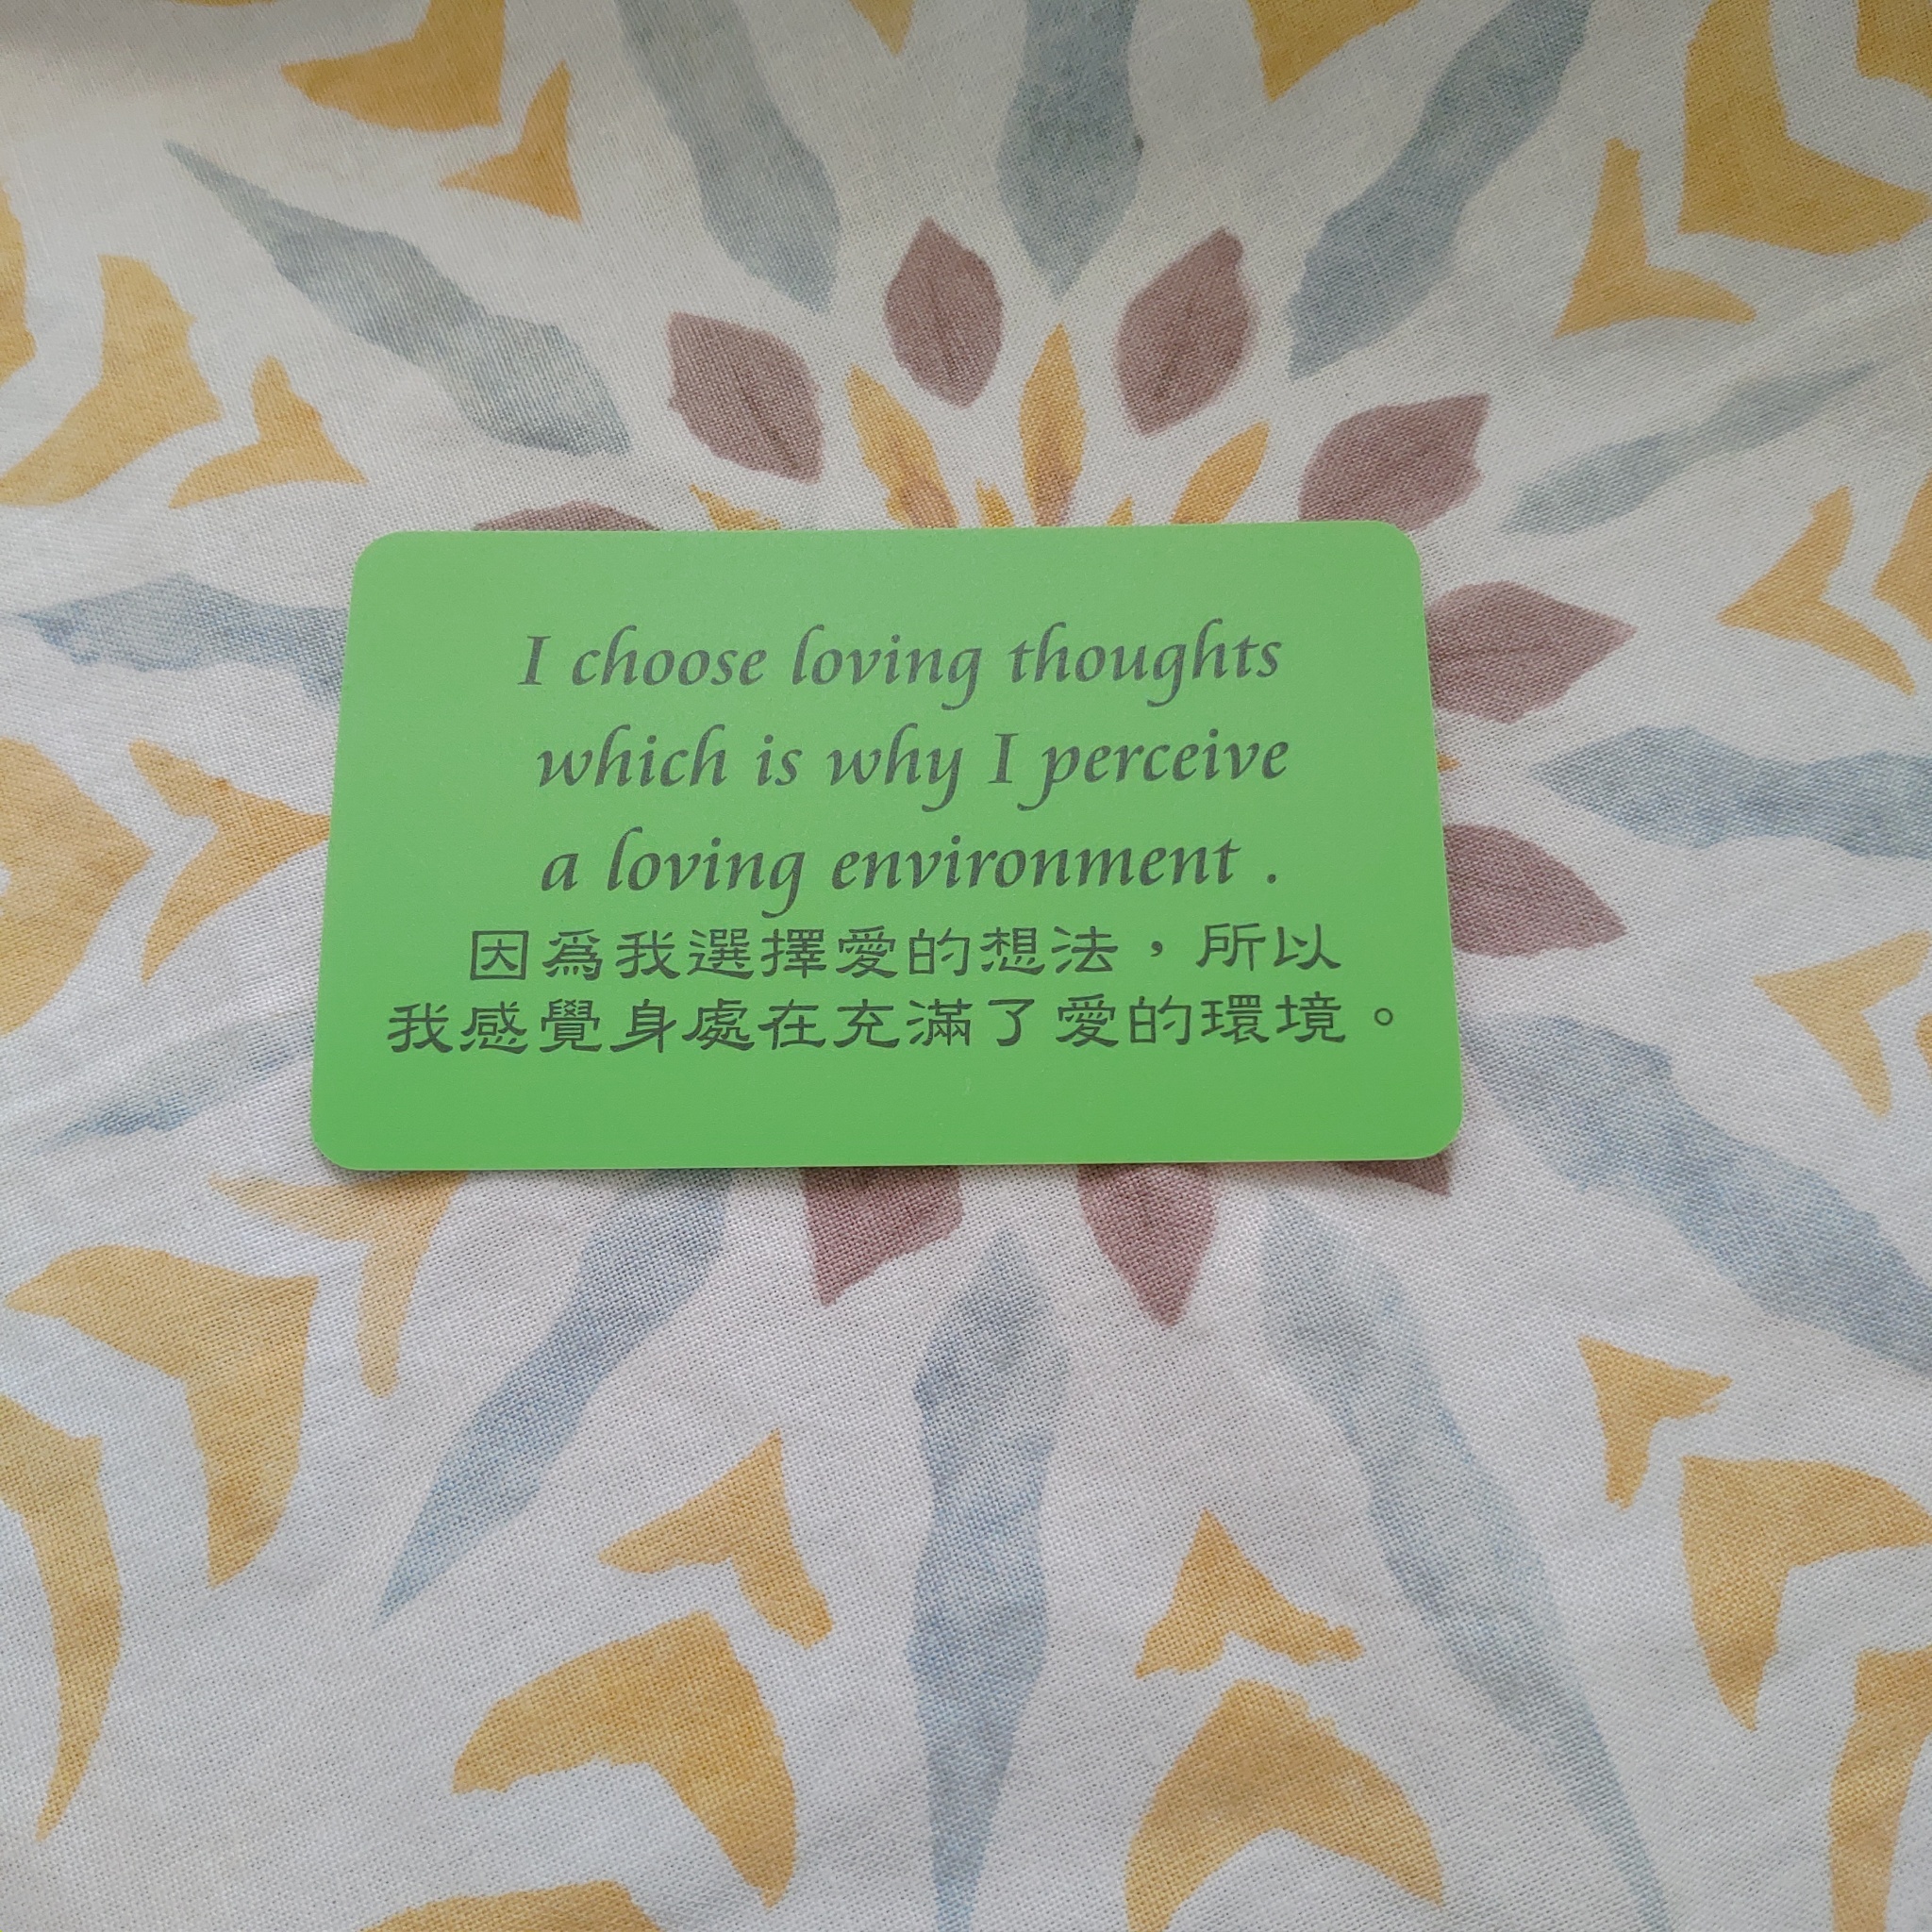 I choose loving thoughts
which is why I perceive
a loving environment .
因爲我選擇愛的想法，所以
我感覺身處在充滿了愛的環境。